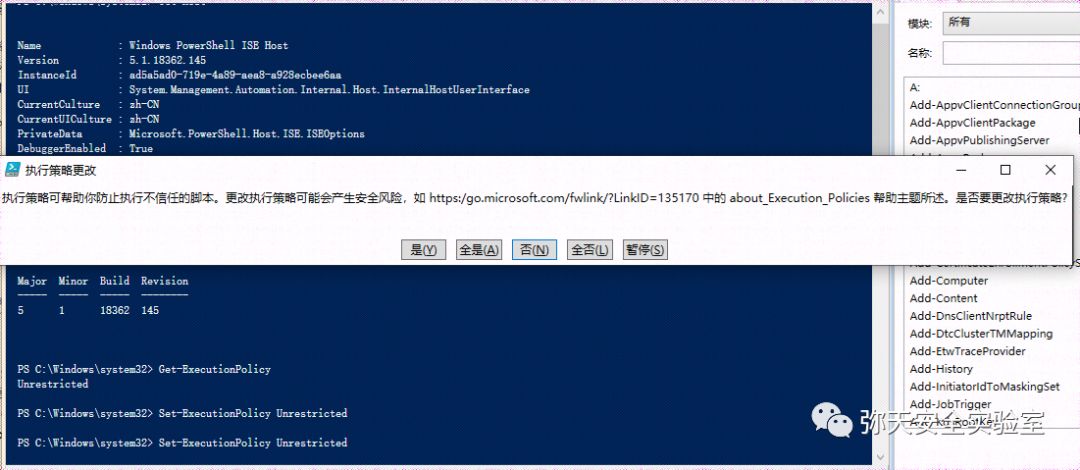 Name : Windows PowerShell ISE Host
Version : 5.1.18362.145
InstanceId : ad5a5ad0-719e-4a89-aea8-a928ecbee6aa
UI : System.Management.Automation.Internal.Host.InternalHostUserInterface
CurrentCulture : zh-CN
CurrentUICulture : zh-CN
PrivateData : Microsoft.PowerShell.Host.ISE.ISEOptions
DebuggerEnabled : True
模块: 所有
名称:
A:
Add-AppvClientConnectionGroup
Add-AppvClientPackage
Add-AppvPublishingServer
执行策略更改
执行策略可帮助你防止执行不信任的脚本。更改执行策略可能会产生安全风险，如 https:/go.microsoft.com/fwlink/?LinkID=135170 中的 about_Execution_Policies 帮助主题所述。是否要更改执行策略?
是(Y) 全是(A) 否(N) 全否(L) 暂停(S)
Major Minor Build Revision
----- ----- ----- --------
5 1 18362 145
PS C:\Windows\system32> Get-ExecutionPolicy
Unrestricted
PS C:\Windows\system32> Set-ExecutionPolicy Unrestricted
PS C:\Windows\system32> Set-ExecutionPolicy Unrestricted
Add-Computer
Add-Content
Add-DnsClientNrptRule
Add-DtcClusterTMMapping
Add-EtwTraceProvider
Add-History
Add-InitiatorIdToMaskingSet
Add-JobTrigger
弥天安全实验室